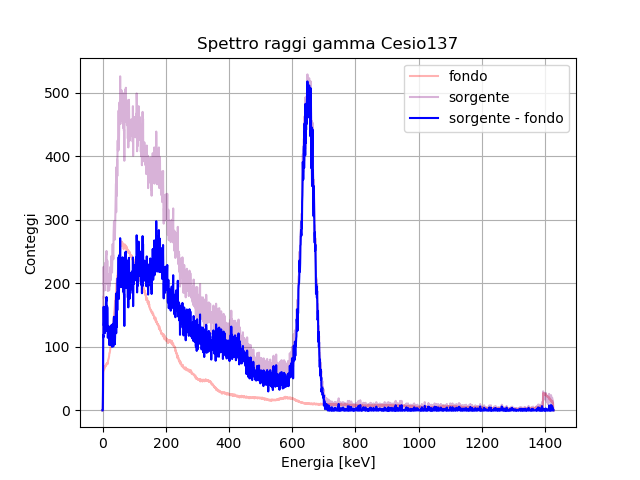 Spettro raggi gamma Cesio137
fondo
sorgente
sorgente - fondo
Conteggi
500
400
300
200
100
0
0 200 400 600 800 1000 1200 1400
Energia [keV]